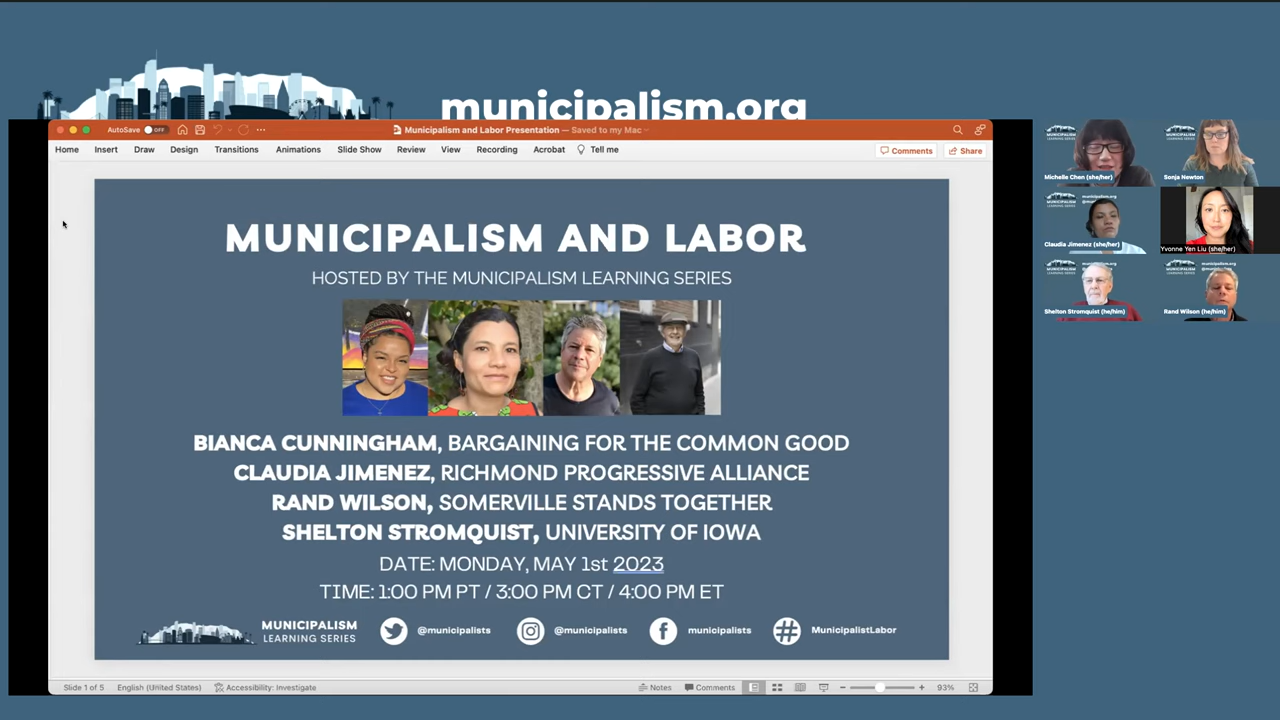 municipalism.org
AutoSave OFF
Municipalism and Labor Presentation — Saved to my Mac
Home Insert Draw Design Transitions Animations Slide Show Review View Recording Acrobat Tell me
Comments Share
MUNICIPALISM AND LABOR
HOSTED BY THE MUNICIPALISM LEARNING SERIES
BIANCA CUNNINGHAM, BARGAINING FOR THE COMMON GOOD
CLAUDIA JIMENEZ, RICHMOND PROGRESSIVE ALLIANCE
RAND WILSON, SOMERVILLE STANDS TOGETHER
SHELTON STROMQUIST, UNIVERSITY OF IOWA
DATE: MONDAY, MAY 1st 2023
TIME: 1:00 PM PT / 3:00 PM CT / 4:00 PM ET
MUNICIPALISM
LEARNING SERIES
@municipalists
@municipalists
municipalists
MunicipalistLabor
Slide 1 of 5 English (United States) Accessibility: Investigate
Notes Comments 93%
Michelle Chen (she/her)
Sonja Newton
Claudia Jimenez (she/her)
Yvonne Yen Liu (she/her)
Shelton Stromquist (he/him)
Rand Wilson (he/him)